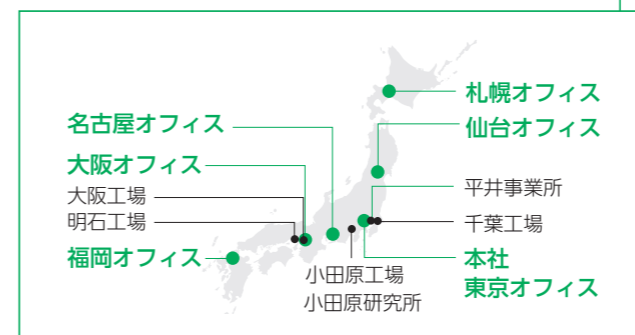 札幌オフィス
仙台オフィス
名古屋オフィス
大阪オフィス
大阪工場
明石工場
福岡オフィス
平井事業所
千葉工場
本社
東京オフィス
小田原工場
小田原研究所